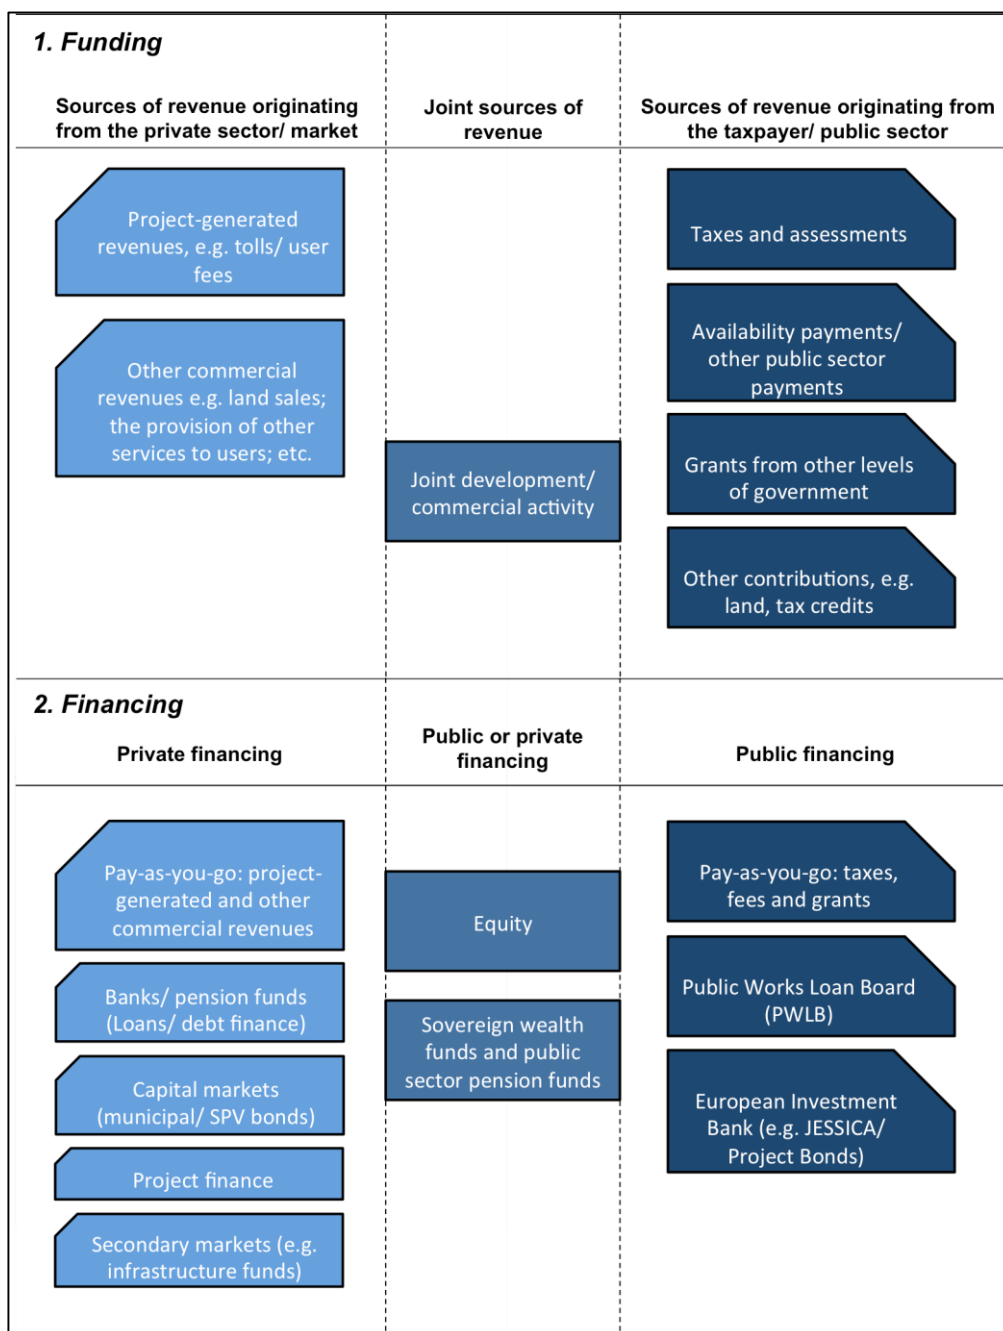 1. Funding
Sources of revenue originating
from the private sector/ market
Joint sources of
revenue
Sources of revenue originating from
the taxpayer/ public sector
Project-generated
revenues, e.g. tolls/ user
fees
Other commercial
revenues e.g. land sales;
the provision of other
services to users; etc.
Joint development/
commercial activity
Taxes and assessments
Availability payments/
other public sector
payments
Grants from other levels
of government
Other contributions, e.g.
land, tax credits
2. Financing
Private financing
Public or private
financing
Public financing
Pay-as-you-go: project-
generated and other
commercial revenues
Banks/ pension funds
(Loans/ debt finance)
Capital markets
(municipal/ SPV bonds)
Project finance
Secondary markets (e.g.
infrastructure funds)
Equity
Sovereign wealth
funds and public
sector pension funds
Pay-as-you-go: taxes,
fees and grants
Public Works Loan Board
(PWLB)
European Investment
Bank (e.g. JESSICA/
Project Bonds)